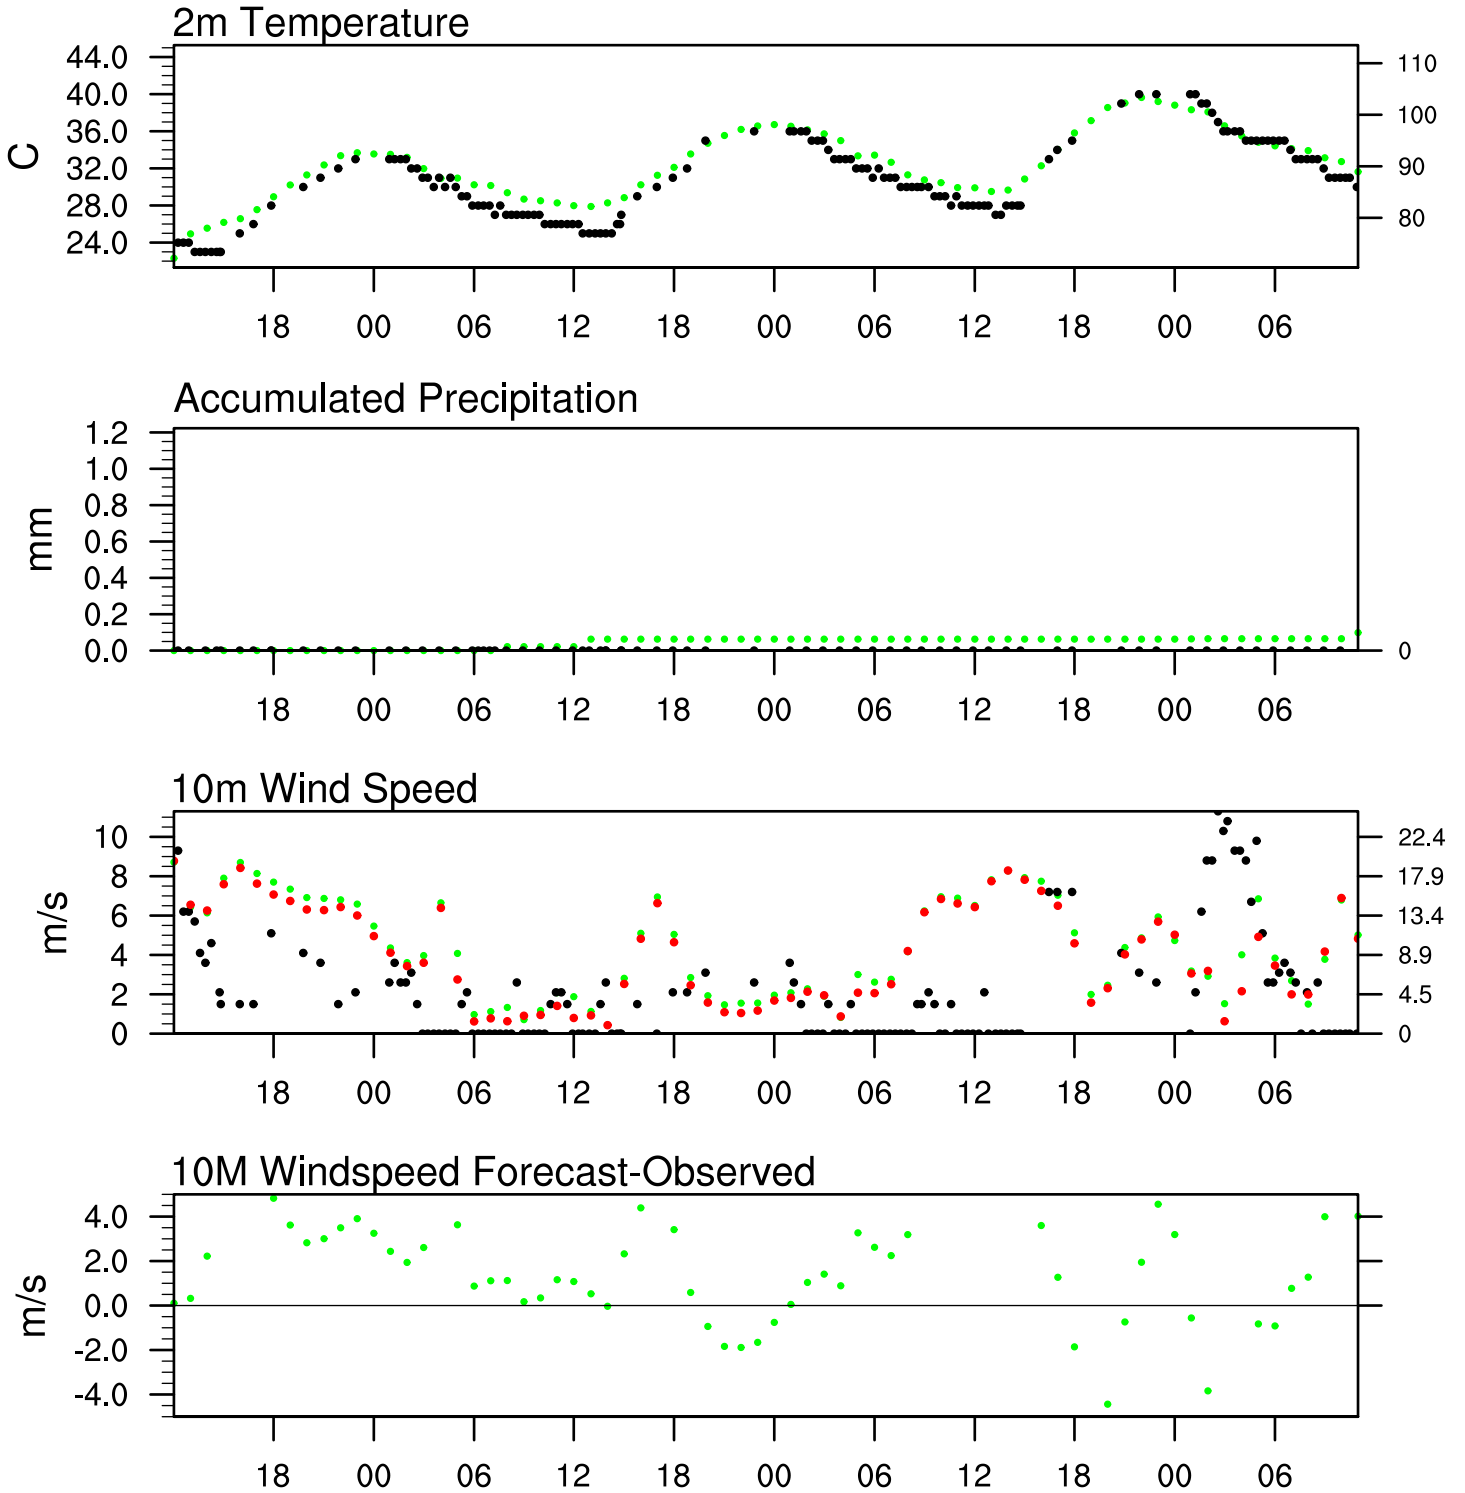 2m Temperature
44.0
40.0
36.0
32.0
28.0
24.0
C
110
100
90
80
18 00 06 12 18 00 06 12 18 00 06
Accumulated Precipitation
1.2
1.0
0.8
0.6
0.4
0.2
0.0
mm
0
18 00 06 12 18 00 06 12 18 00 06
10m Wind Speed
10
8
6
4
2
0
m/s
22.4
17.9
13.4
8.9
4.5
0
18 00 06 12 18 00 06 12 18 00 06
10M Windspeed Forecast-Observed
4.0
2.0
0.0
-2.0
-4.0
m/s
18 00 06 12 18 00 06 12 18 00 06